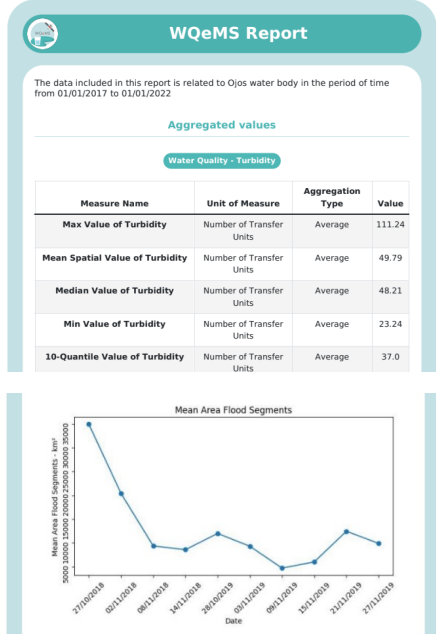 WQeMS Report
The data included in this report is related to Ojos water body in the period of time
from 01/01/2017 to 01/01/2022
Aggregated values
Water Quality - Turbidity
Measure Name Unit of Measure Aggregation Type Value
Max Value of Turbidity Number of Transfer Units Average 111.24
Mean Spatial Value of Turbidity Number of Transfer Units Average 49.79
Median Value of Turbidity Number of Transfer Units Average 48.21
Min Value of Turbidity Number of Transfer Units Average 23.24
10-Quantile Value of Turbidity Number of Transfer Units Average 37.0
Mean Area Flood Segments
Mean Area Flood Segments - km²
5000 10000 15000 20000 25000 30000 35000
27/10/2018 02/11/2018 08/11/2018 14/11/2018 28/10/2019 03/11/2019 09/11/2019 15/11/2019 21/11/2019 27/11/2019
Date